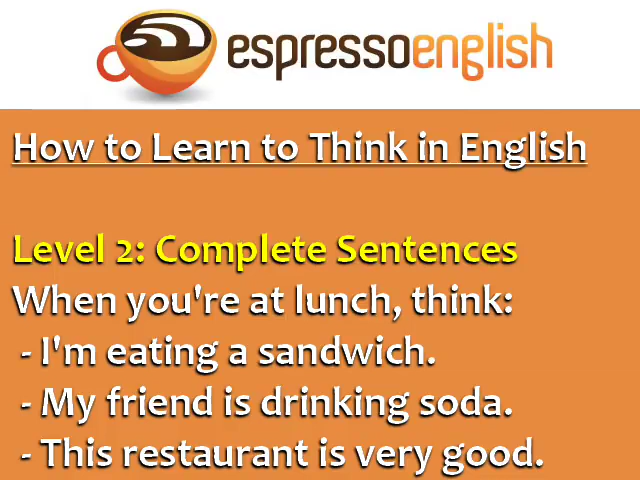 espressoenglish
How to Learn to Think in English
Level 2: Complete Sentences
When you're at lunch, think:
- I'm eating a sandwich.
- My friend is drinking soda.
- This restaurant is very good.